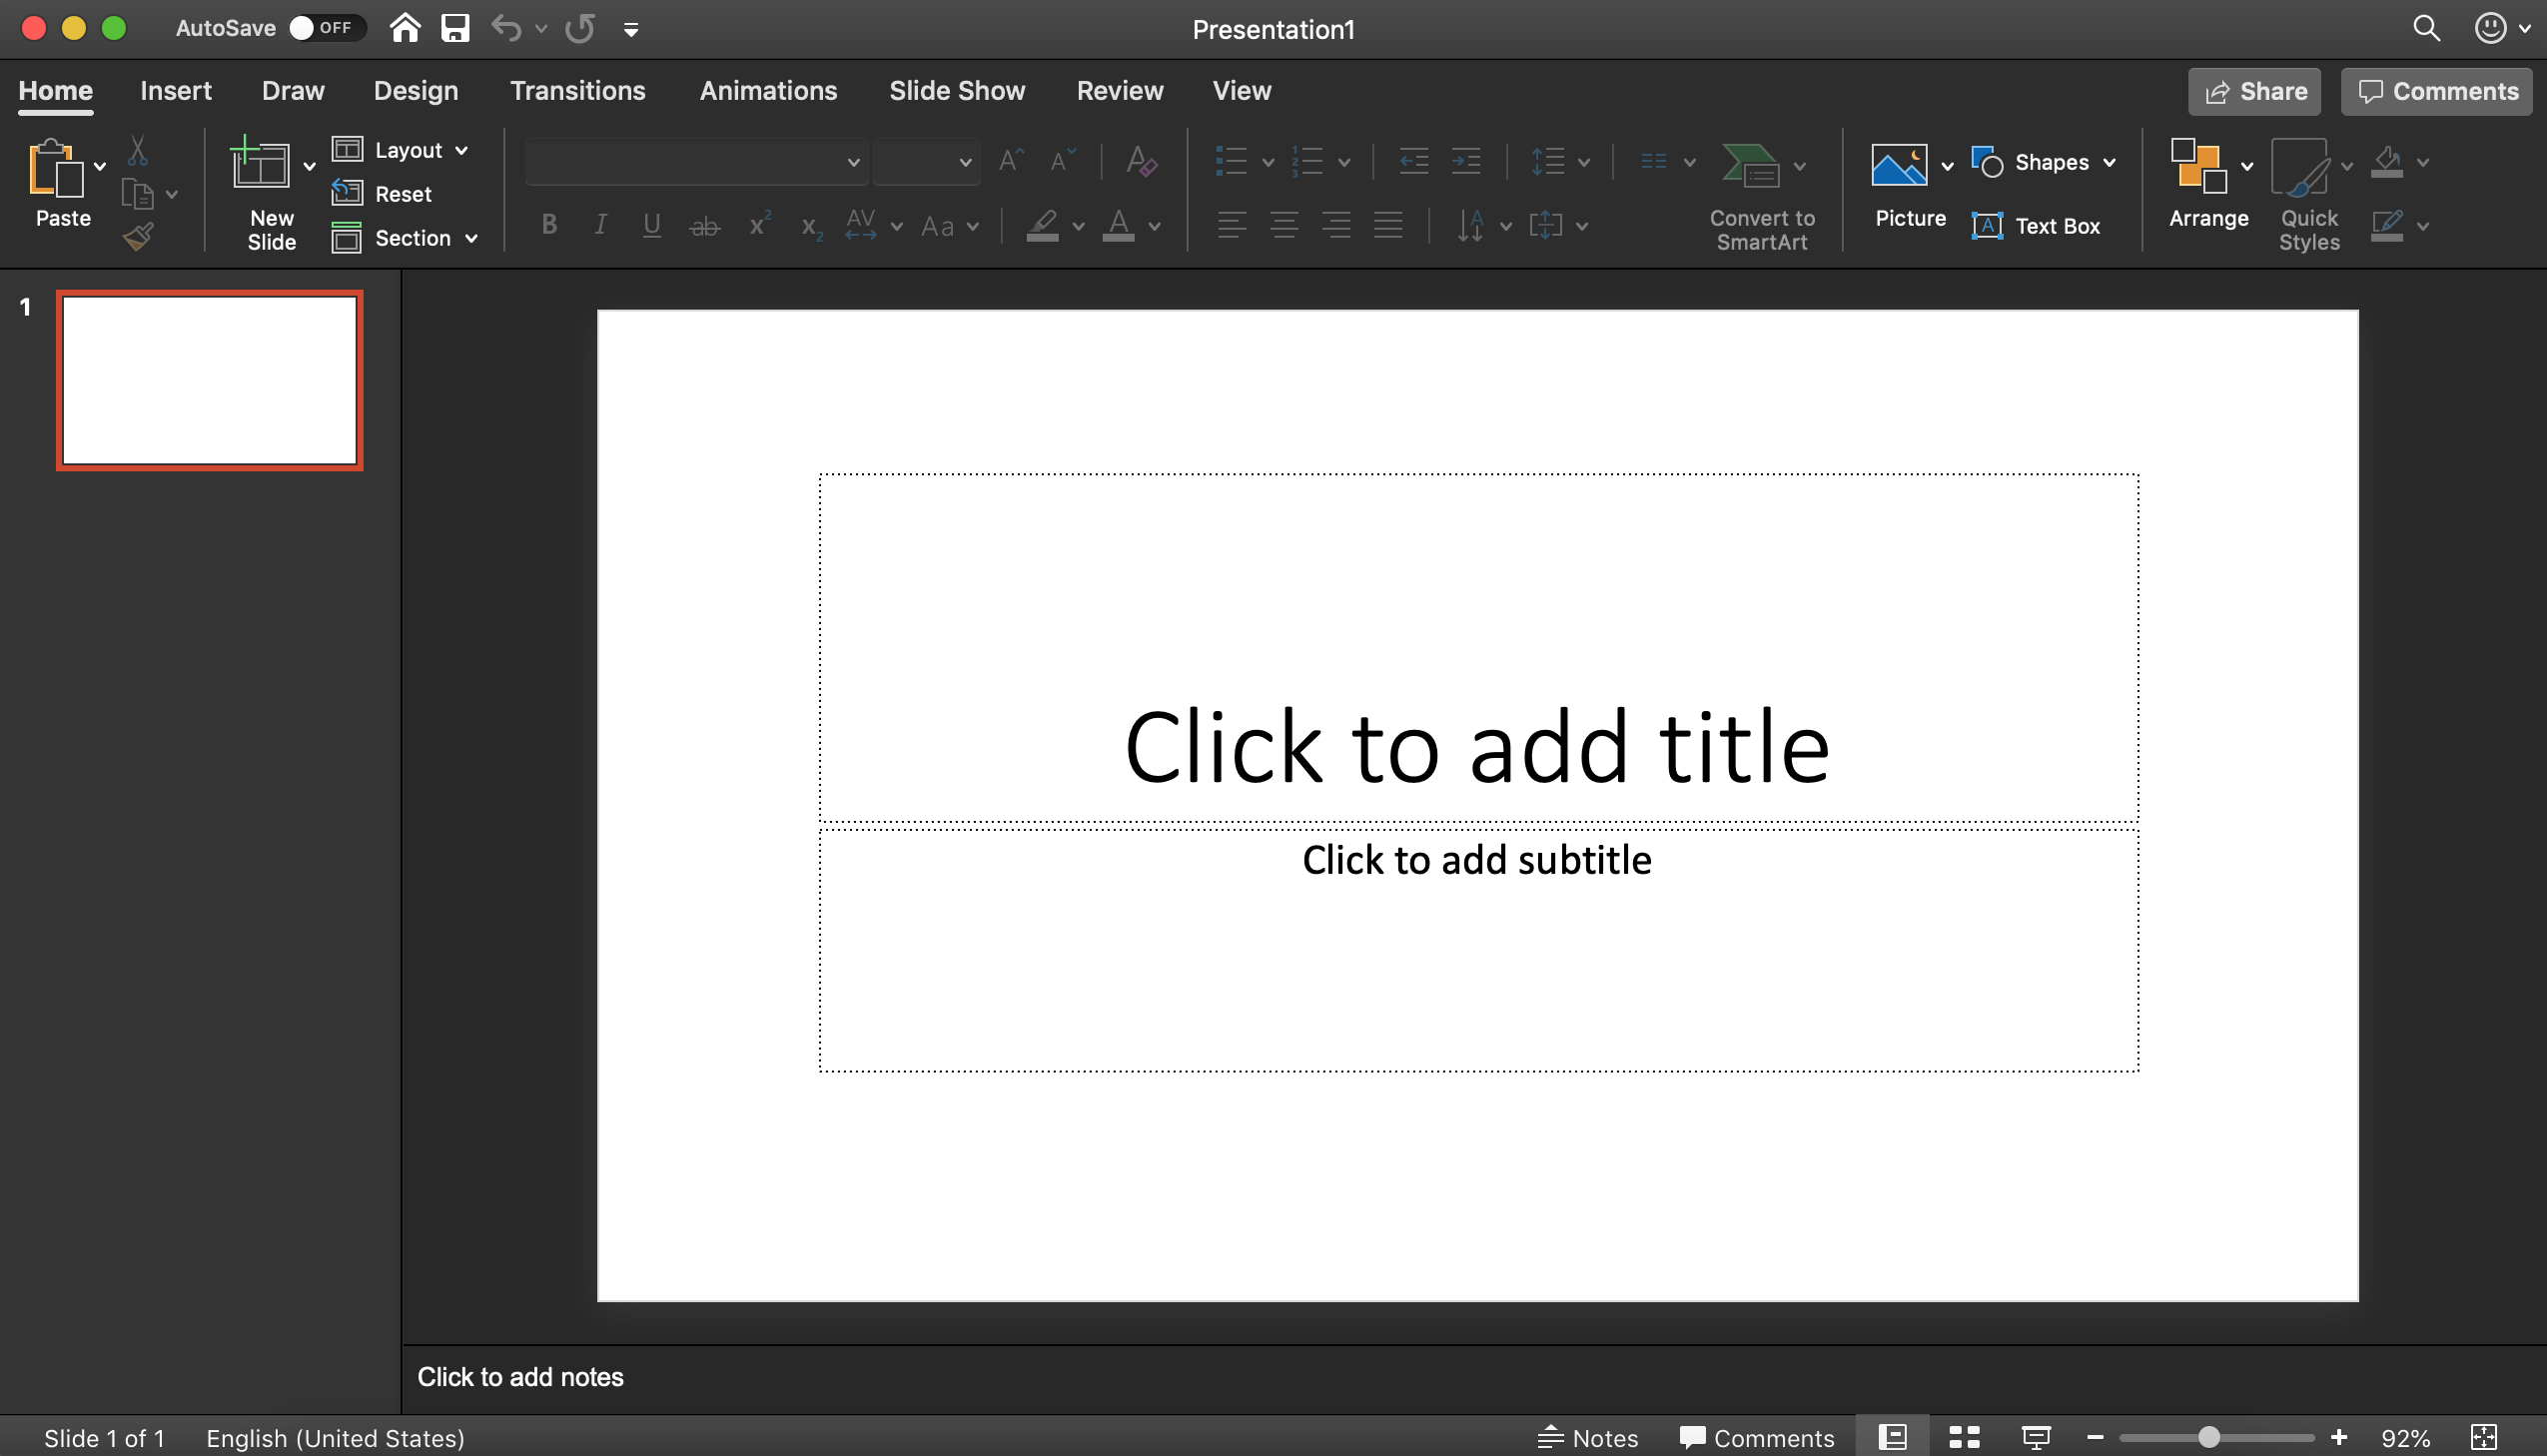 AutoSave OFF
Presentation1
Home Insert Draw Design Transitions Animations Slide Show Review View
Share Comments
Paste
New
Slide
Layout
Reset
Section
Convert to
SmartArt
Picture
Shapes
Text Box
Arrange
Quick
Styles
1
Click to add title
Click to add subtitle
Click to add notes
Slide 1 of 1 English (United States) Notes Comments 92%